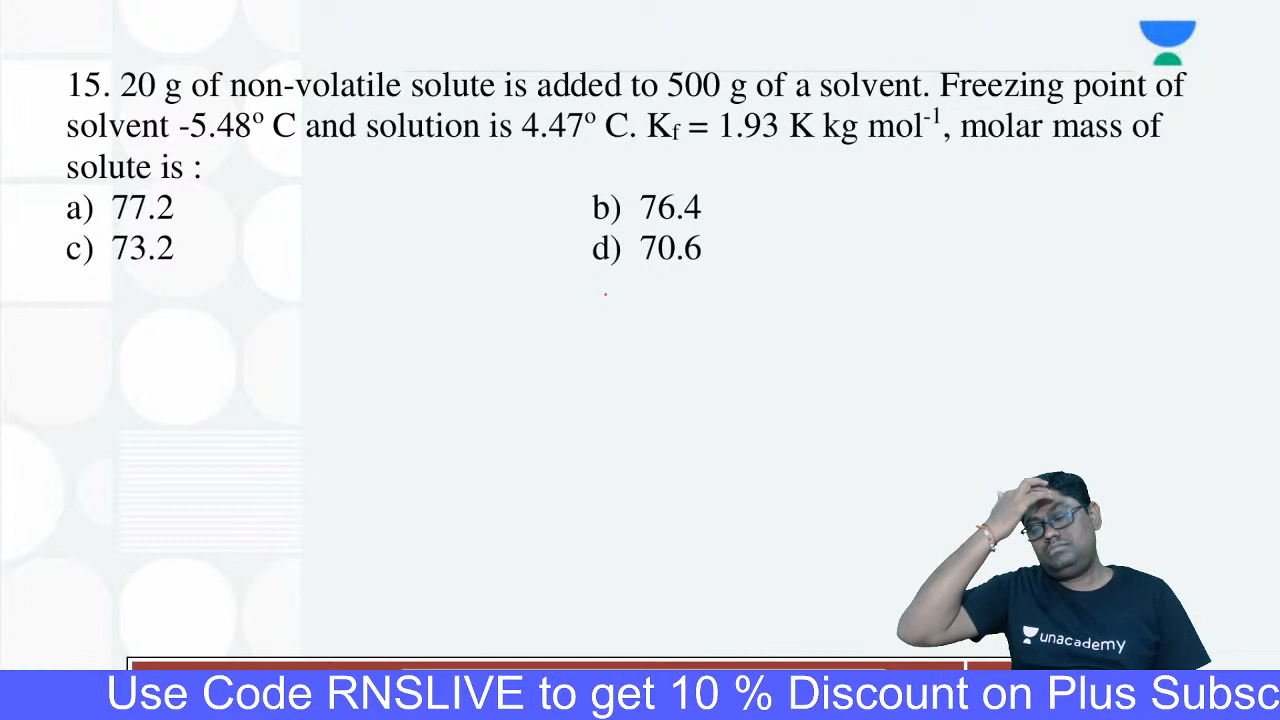 15. 20 g of non-volatile solute is added to 500 g of a solvent. Freezing point of
solvent -5.48º C and solution is 4.47º C. Kf = 1.93 K kg mol-1, molar mass of
solute is :
a) 77.2 b) 76.4
c) 73.2 d) 70.6
unacademy
Use Code RNSLIVE to get 10 % Discount on Plus Subsc